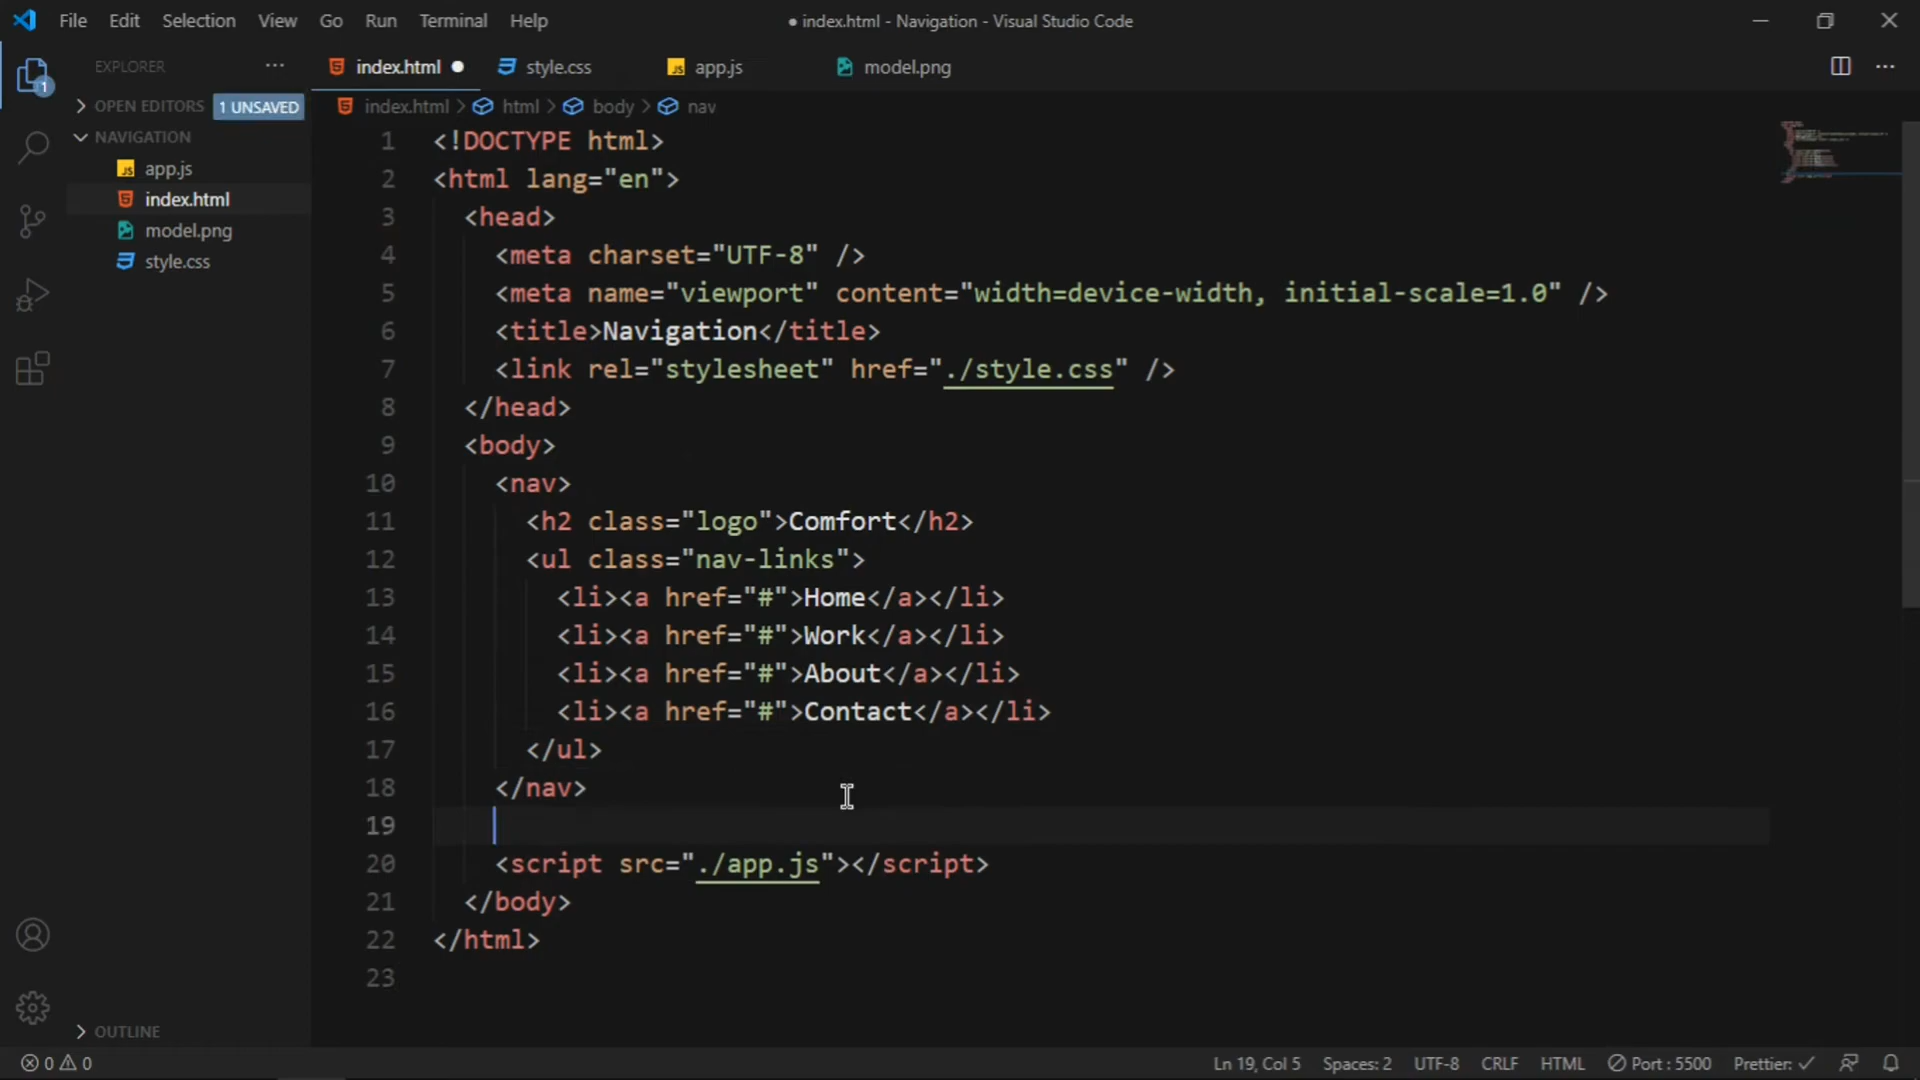 File Edit Selection View Go Run Terminal Help ● index.html - Navigation - Visual Studio Code
EXPLORER ··· index.html ● style.css app.js model.png ···
OPEN EDITORS 1 UNSAVED index.html > html > body > nav
NAVIGATION
app.js
index.html
model.png
style.css
1 <!DOCTYPE html>
2 <html lang="en">
3 <head>
4 <meta charset="UTF-8" />
5 <meta name="viewport" content="width=device-width, initial-scale=1.0" />
6 <title>Navigation</title>
7 <link rel="stylesheet" href="./style.css" />
8 </head>
9 <body>
10 <nav>
11 <h2 class="logo">Comfort</h2>
12 <ul class="nav-links">
13 <li><a href="#">Home</a></li>
14 <li><a href="#">Work</a></li>
15 <li><a href="#">About</a></li>
16 <li><a href="#">Contact</a></li>
17 </ul>
18 </nav>
19
20 <script src="./app.js"></script>
21 </body>
22 </html>
23
1
OUTLINE
0 0 Ln 19, Col 5 Spaces: 2 UTF-8 CRLF HTML Port : 5500 Prettier: ✓